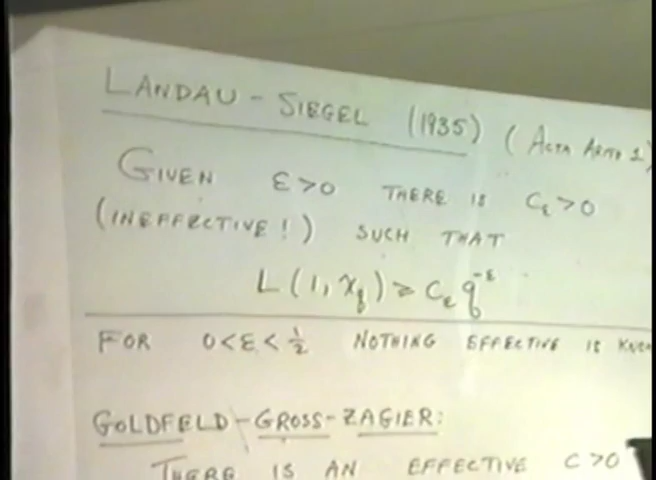 LANDAU - SIEGEL (1935) (ACTA ARITH 1)
GIVEN ε>0 THERE IS C_ε>0
(INEFFECTIVE!) SUCH THAT
L(1, χ_q) ≥ C_ε q^{-ε}
FOR 0<ε<1/2 NOTHING EFFECTIVE IS
GOLDFELD-GROSS-ZAGIER:
THERE IS AN EFFECTIVE C>0